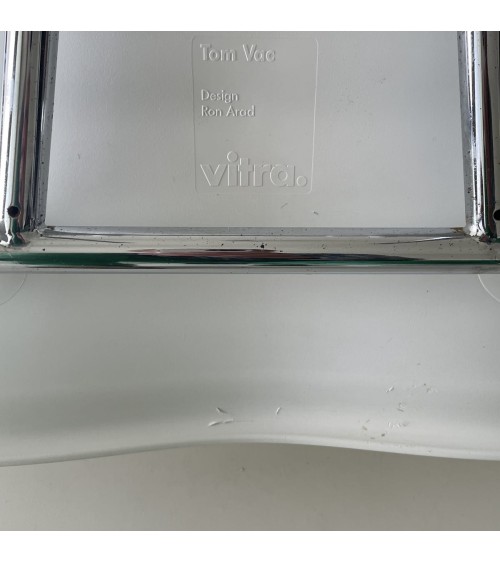 Tom Vac
Design
Ron Arad
vitra.